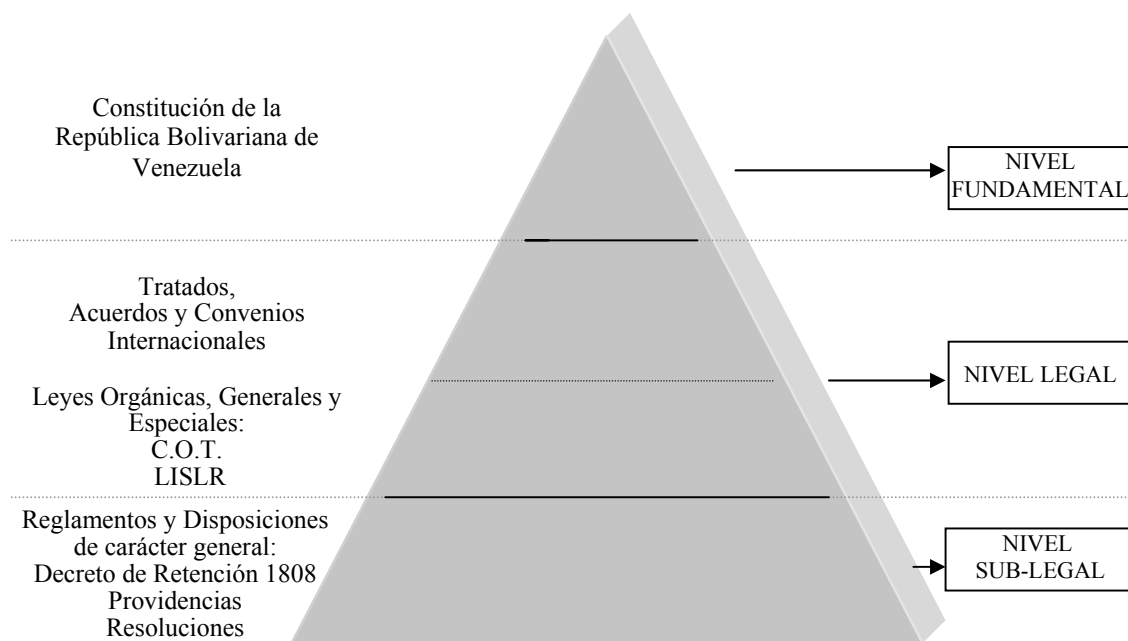 Constitución de la
República Bolivariana de
Venezuela
NIVEL
FUNDAMENTAL
Tratados,
Acuerdos y Convenios
Internacionales
Leyes Orgánicas, Generales y
Especiales:
C.O.T.
LISLR
NIVEL LEGAL
Reglamentos y Disposiciones
de carácter general:
Decreto de Retención 1808
Providencias
Resoluciones
NIVEL
SUB-LEGAL